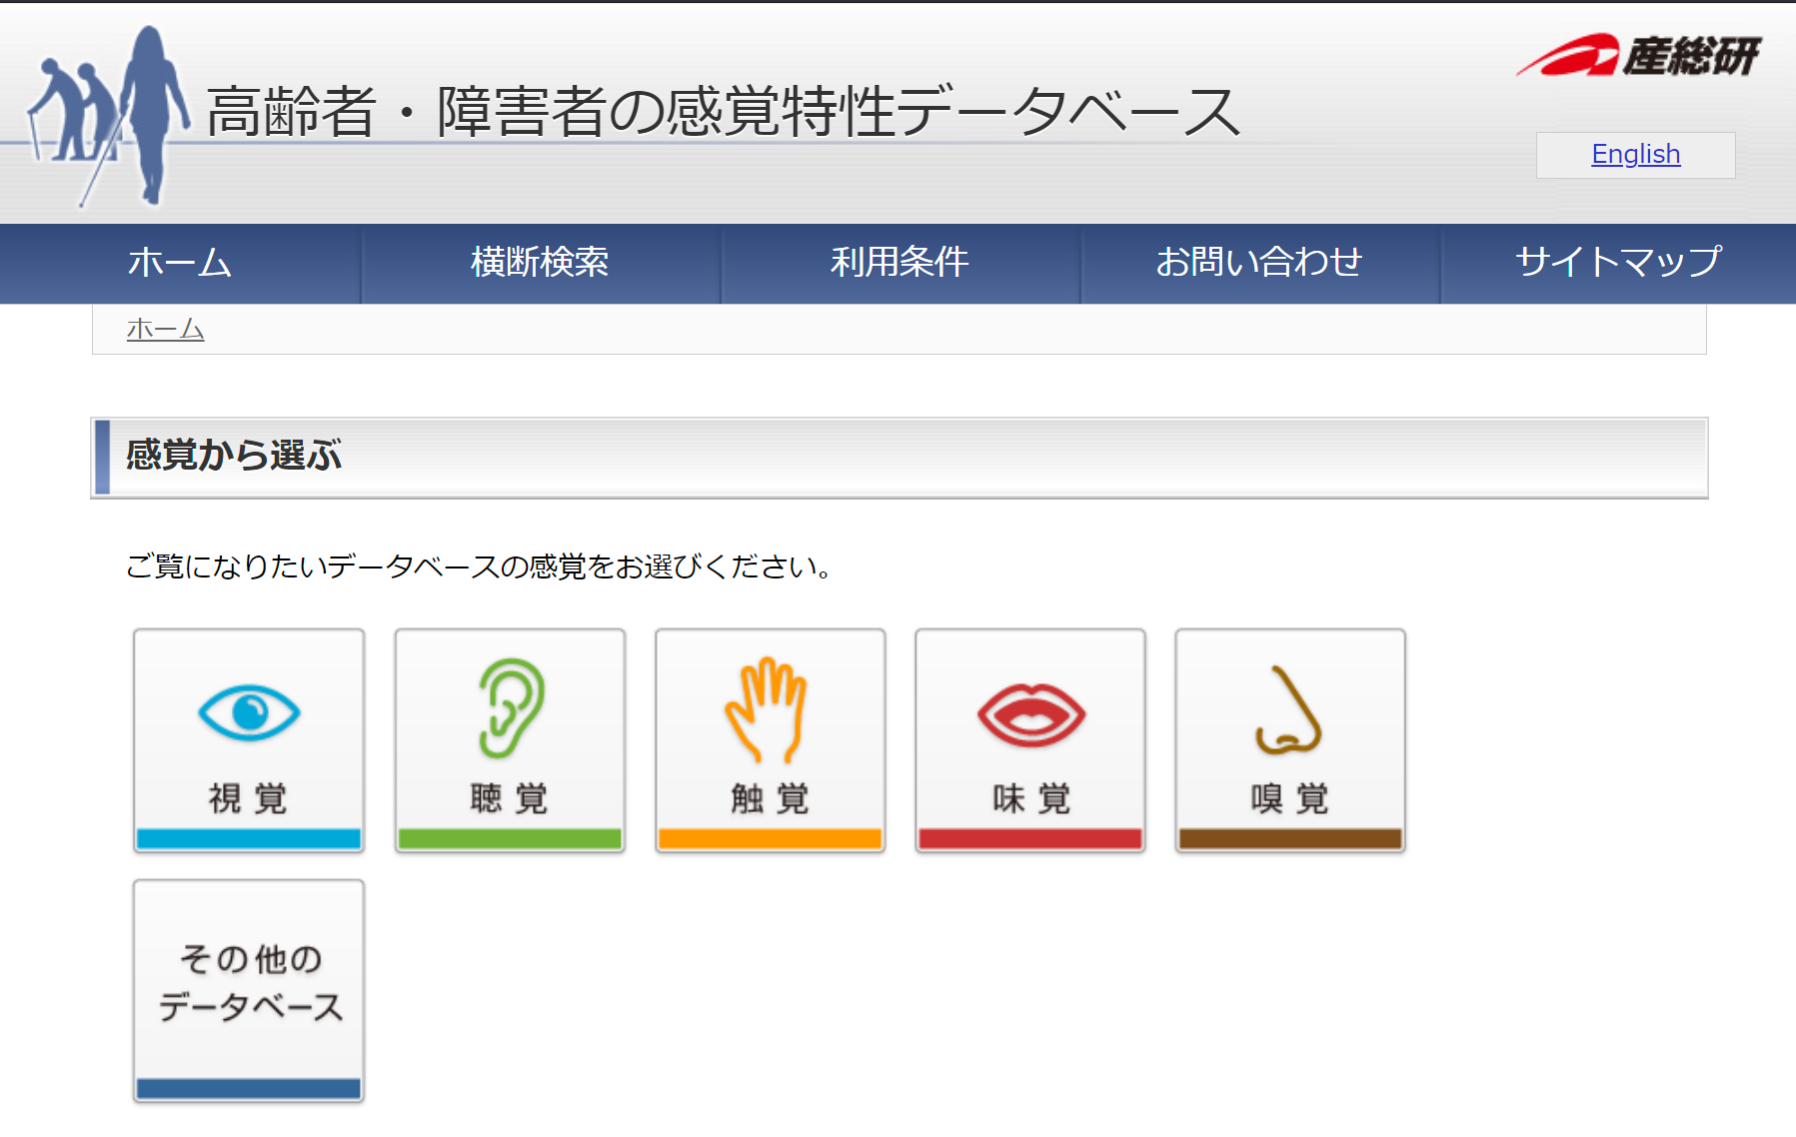 高齢者・障害者の感覚特性データベース
産総研
English
ホーム
横断検索
利用条件
お問い合わせ
サイトマップ
ホーム
感覚から選ぶ
ご覧になりたいデータベースの感覚をお選びください。
視覚
聴覚
触覚
味覚
嗅覚
その他の
データベース